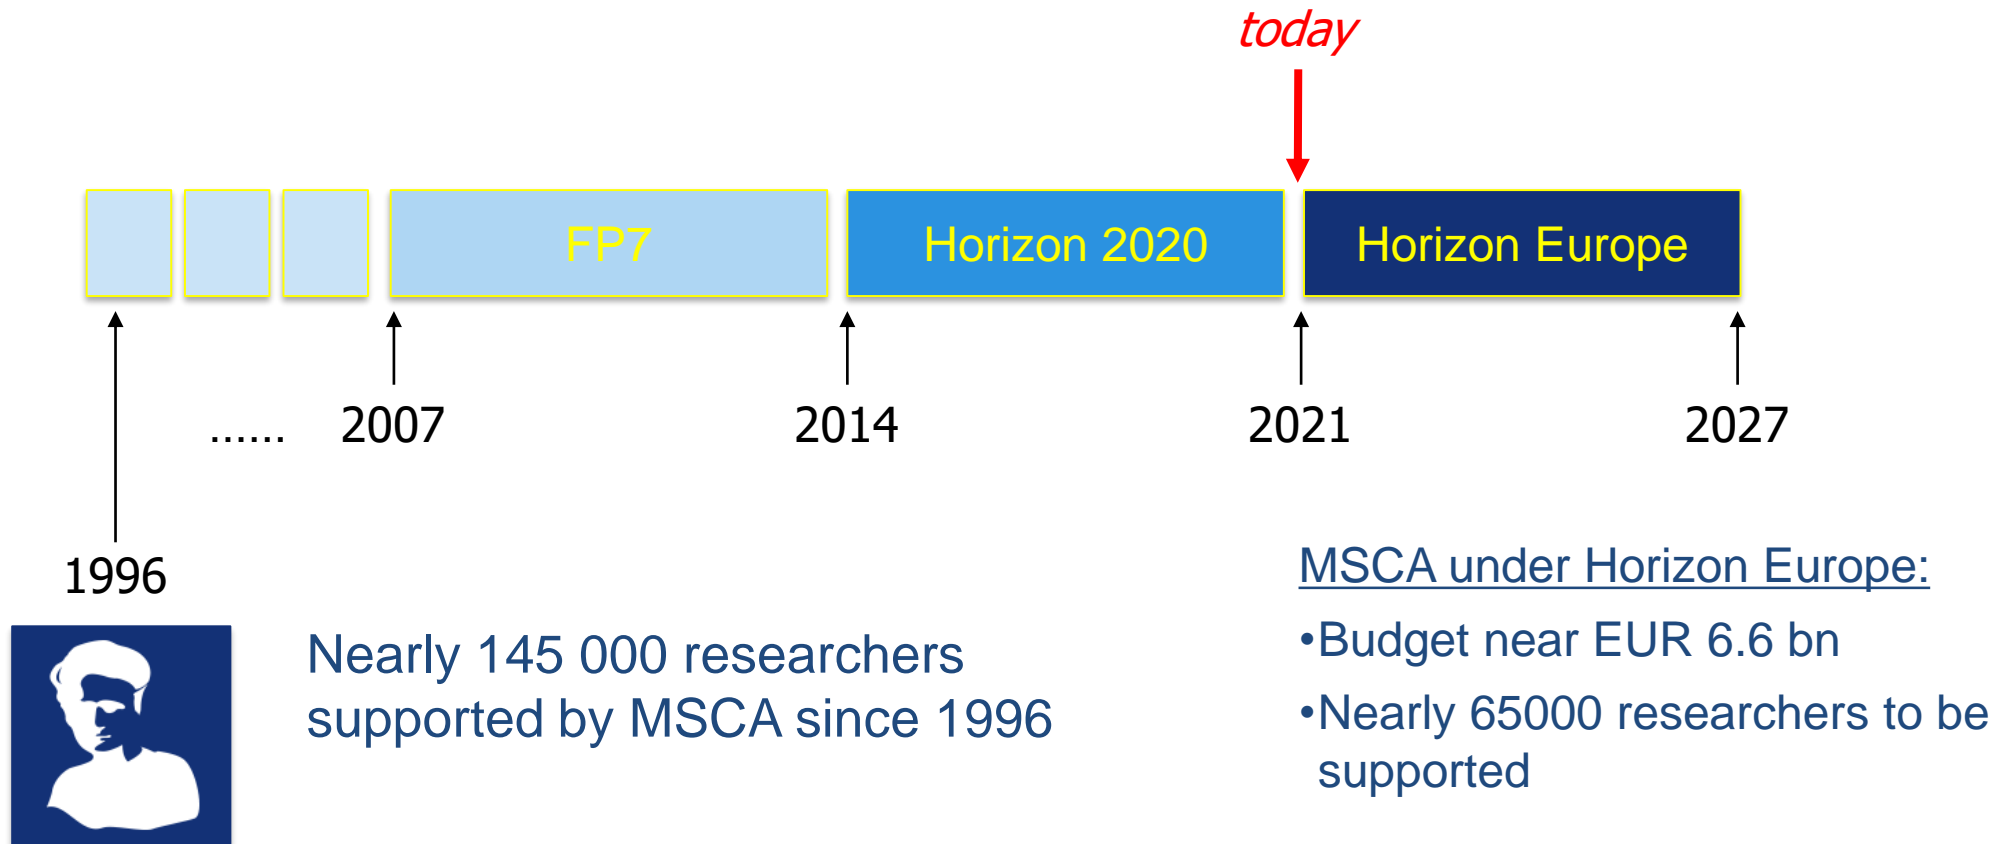 today
FP7
Horizon 2020
Horizon Europe
...... 2007 2014 2021 2027
1996
Nearly 145 000 researchers
supported by MSCA since 1996
MSCA under Horizon Europe:
•Budget near EUR 6.6 bn
•Nearly 65000 researchers to be
supported